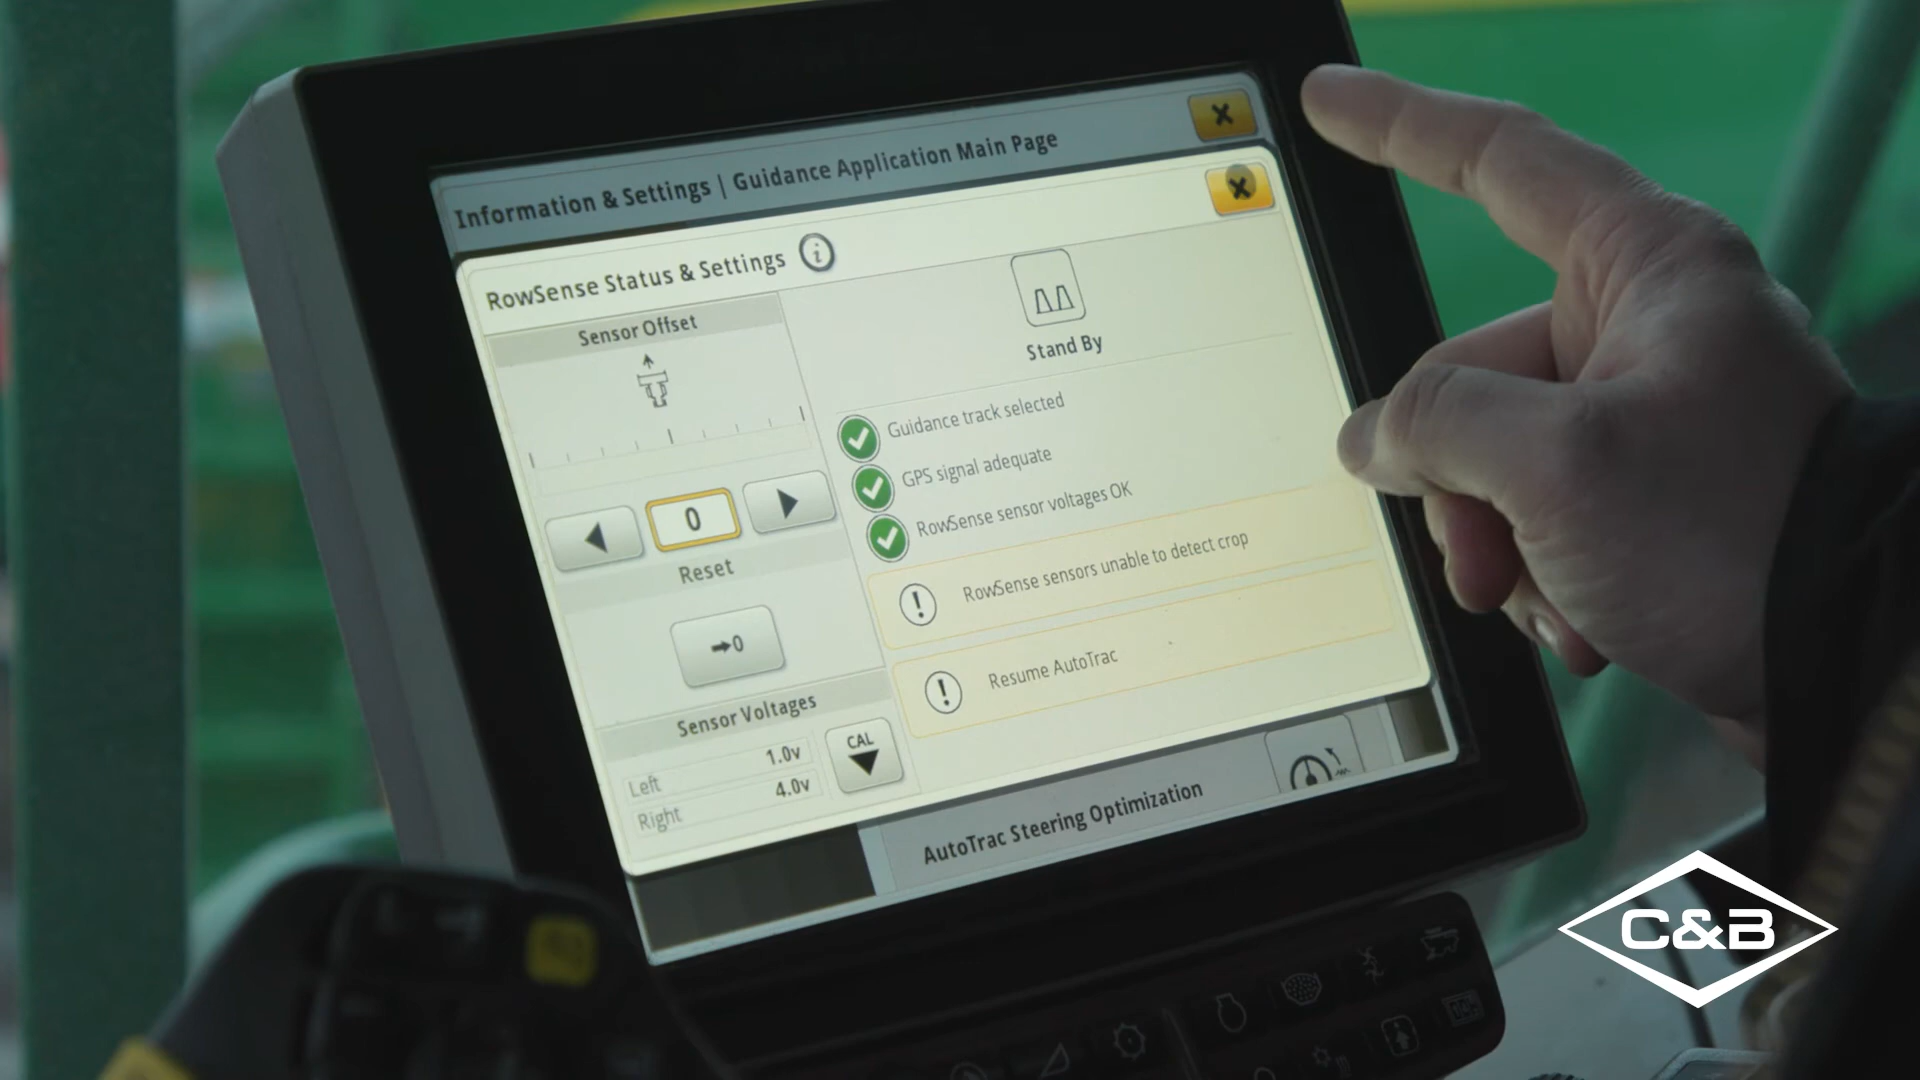 Information & Settings | Guidance Application Main Page
RowSense Status & Settings
Sensor Offset
0
Reset
0
Sensor Voltages
Left 1.0v
Right 4.0v
CAL
Stand By
Guidance track selected
GPS signal adequate
RowSense sensor voltages OK
RowSense sensors unable to detect crop
Resume AutoTrac
AutoTrac Steering Optimization
C&B